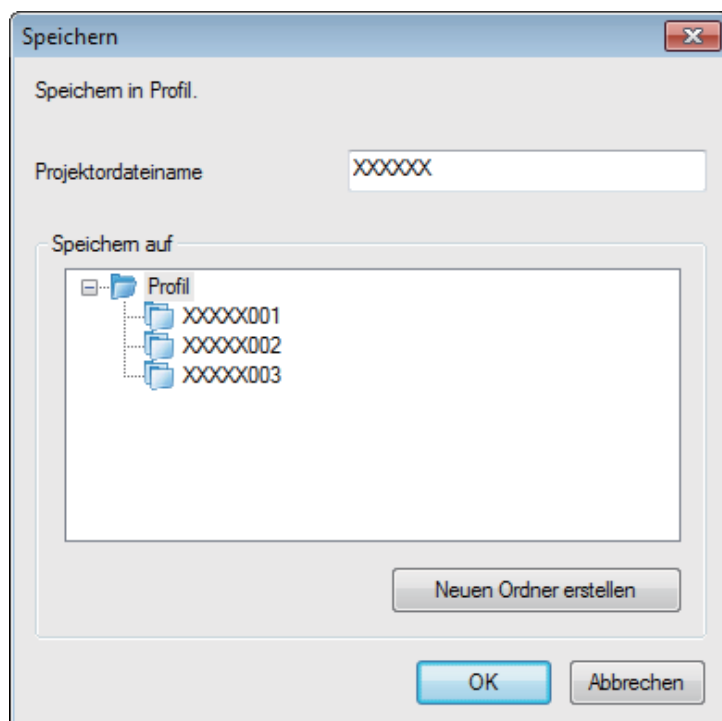 Speichern
Speichern in Profil.
Projektordateiname XXXXXX
Speichern auf
Profil
XXXXX001
XXXXX002
XXXXX003
Neuen Ordner erstellen
OK Abbrechen